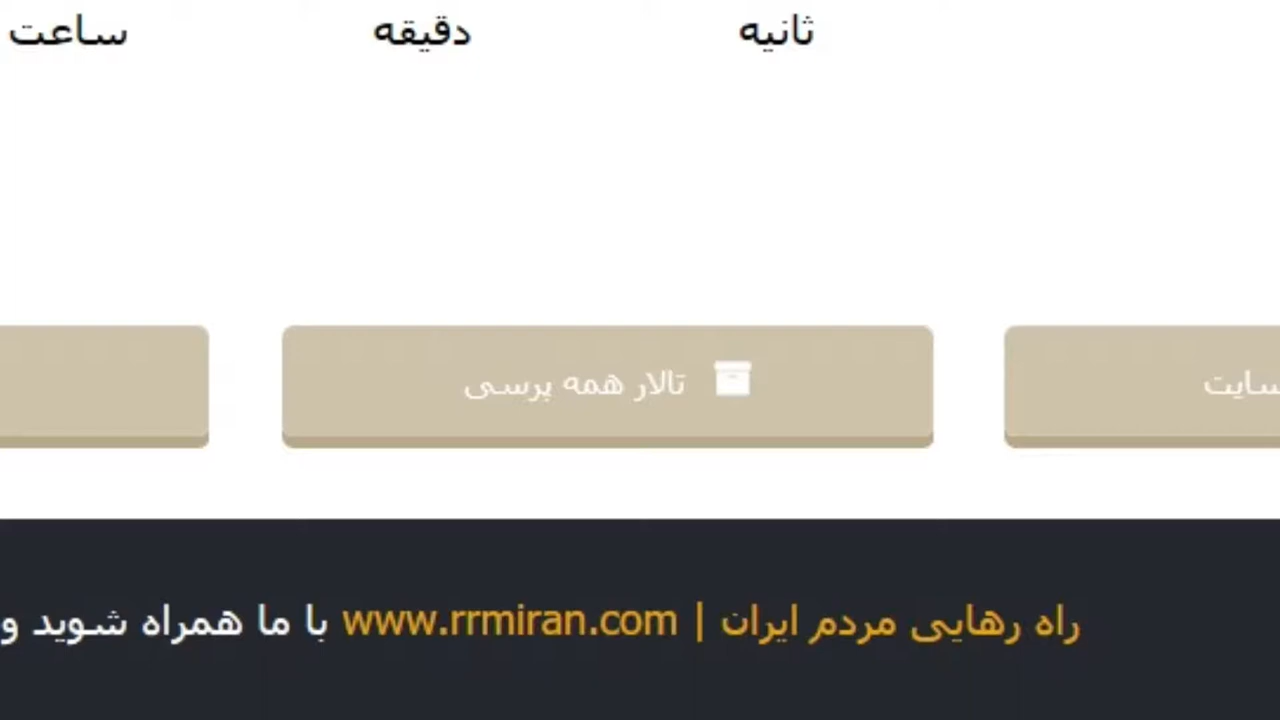 ثانیه دقیقه ساعت
سایت تالار همه پرسی
راه رهایی مردم ایران | www.rrmiran.com با ما همراه شوید و